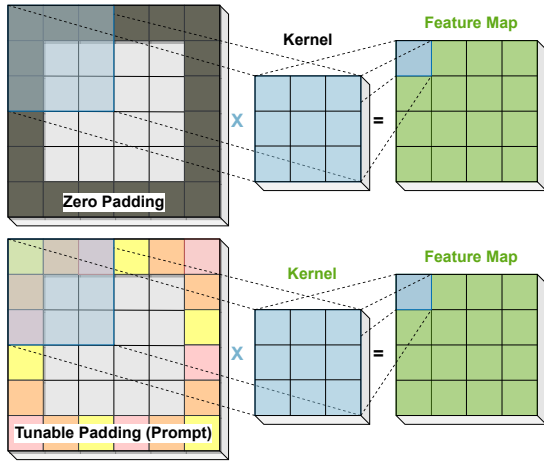 Feature Map
Kernel
X
=
Zero Padding
Feature Map
Kernel
X
=
Tunable Padding (Prompt)